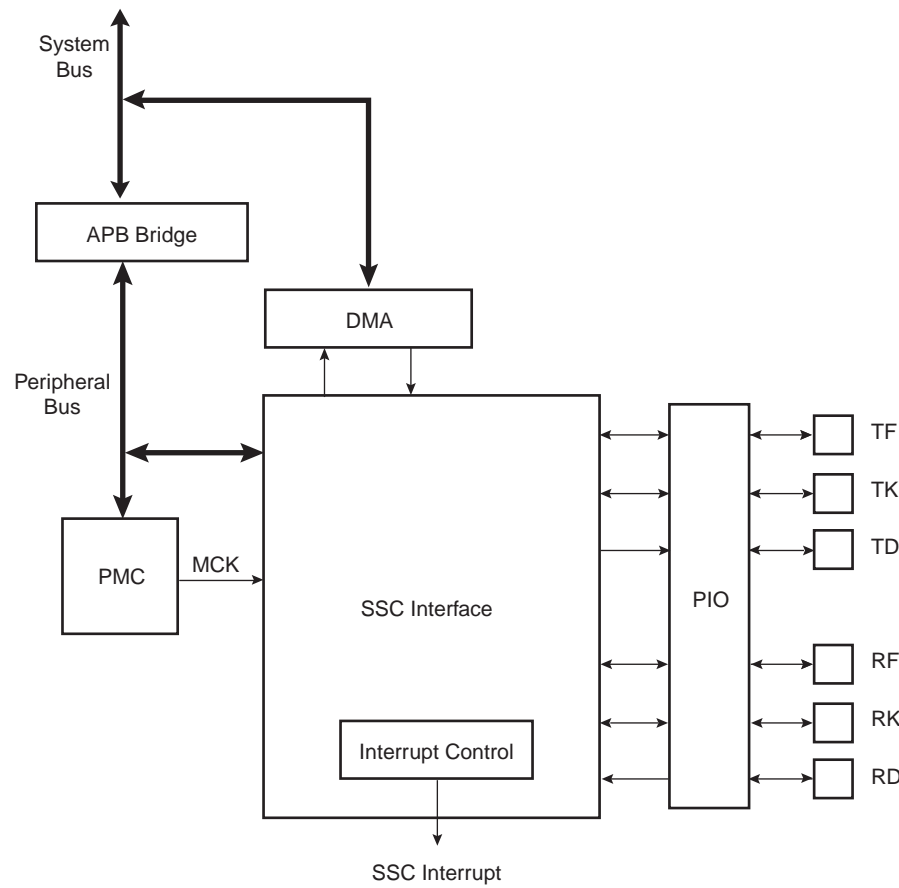 System
Bus
APB Bridge
DMA
Peripheral
Bus
TF
TK
TD
PMC
MCK
SSC Interface
PIO
RF
RK
RD
Interrupt Control
SSC Interrupt